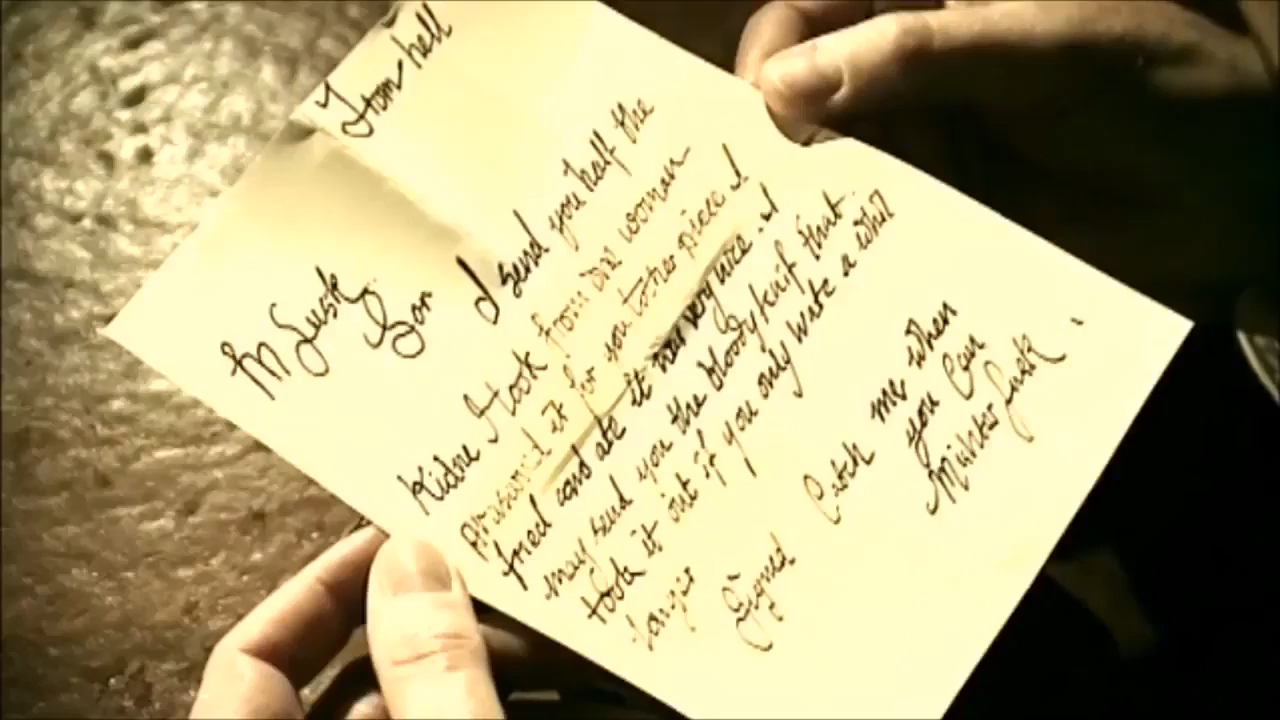 From hell
Mr Lusk
Sor
I send you half the
Kidne I took from one woman
prasarved it for you tother piece I
fried and ate it was very nice. I
may send you the bloody knif that
took it out if you only wate a whil
longer
Signed Catch me when
you Can
Mishter Lusk